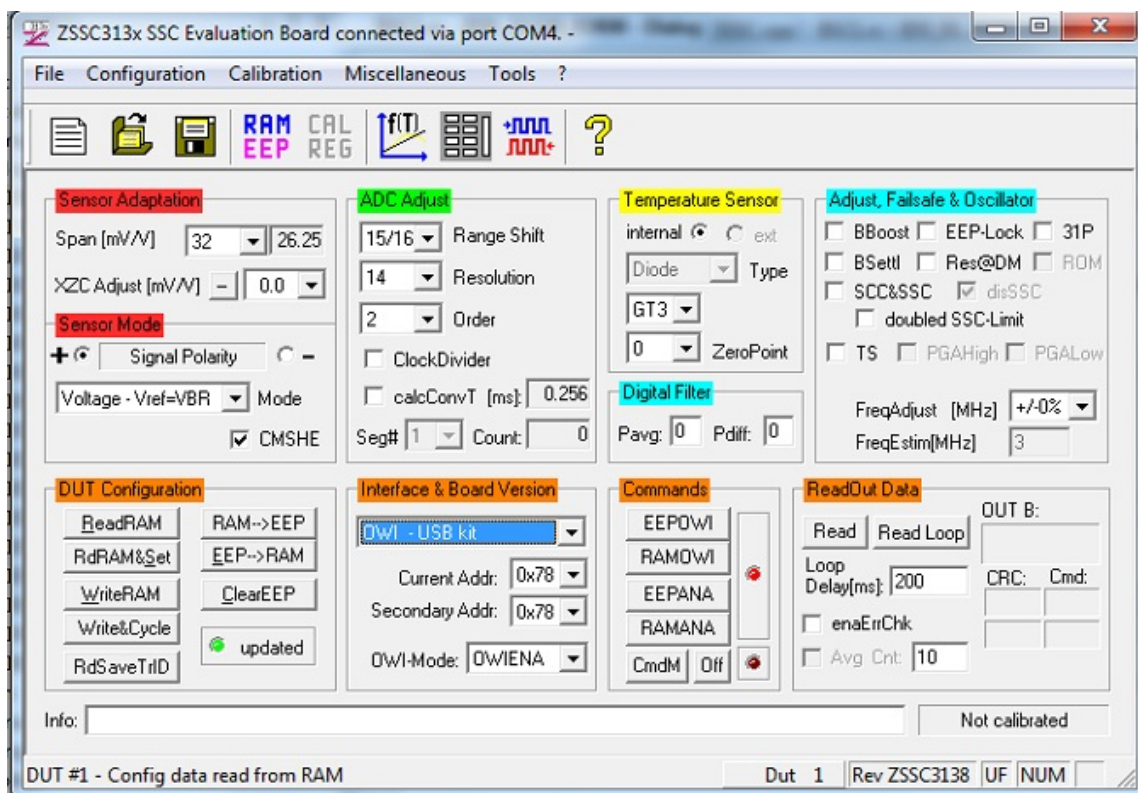 ZSSC313x SSC Evaluation Board connected via port COM4. -
File Configuration Calibration Miscellaneous Tools ?
RAM EEP CAL REG f(T) ?
Sensor Adaptation
Span [mV/V] 32 26.25
XZC Adjust [mV/V] - 0.0
Sensor Mode
+ Signal Polarity -
Voltage - Vref=VBR Mode
CMSHE
ADC Adjust
15/16 Range Shift
14 Resolution
2 Order
ClockDivider
calcConvT [ms]: 0.256
Seg# 1 Count: 0
Temperature Sensor
internal ext
Diode Type
GT3
0 ZeroPoint
Digital Filter
Pavg: 0 Pdiff: 0
Adjust, Failsafe & Oscillator
BBoost EEP-Lock 31P
BSettl Res@DM ROM
SCC&SSC disSSC
doubled SSC-Limit
TS PGAHigh PGALow
FreqAdjust [MHz] +/-0%
FreqEstim[MHz] 3
DUT Configuration
ReadRAM RAM-->EEP
RdRAM&Set EEP-->RAM
WriteRAM ClearEEP
Write&Cycle
updated
RdSaveTrID
Interface & Board Version
OWI - USB kit
Current Addr: 0x78
Secondary Addr: 0x78
OWI-Mode: OWIENA
Commands
EEPOWI
RAMOWI
EEPANA
RAMANA
CmdM Off
ReadOut Data
OUT B:
Read Read Loop
Loop
Delay[ms]: 200 CRC: Cmd:
enaErrChk
Avg Cnt: 10
Info:
Not calibrated
DUT #1 - Config data read from RAM Dut 1 Rev ZSSC3138 UF NUM